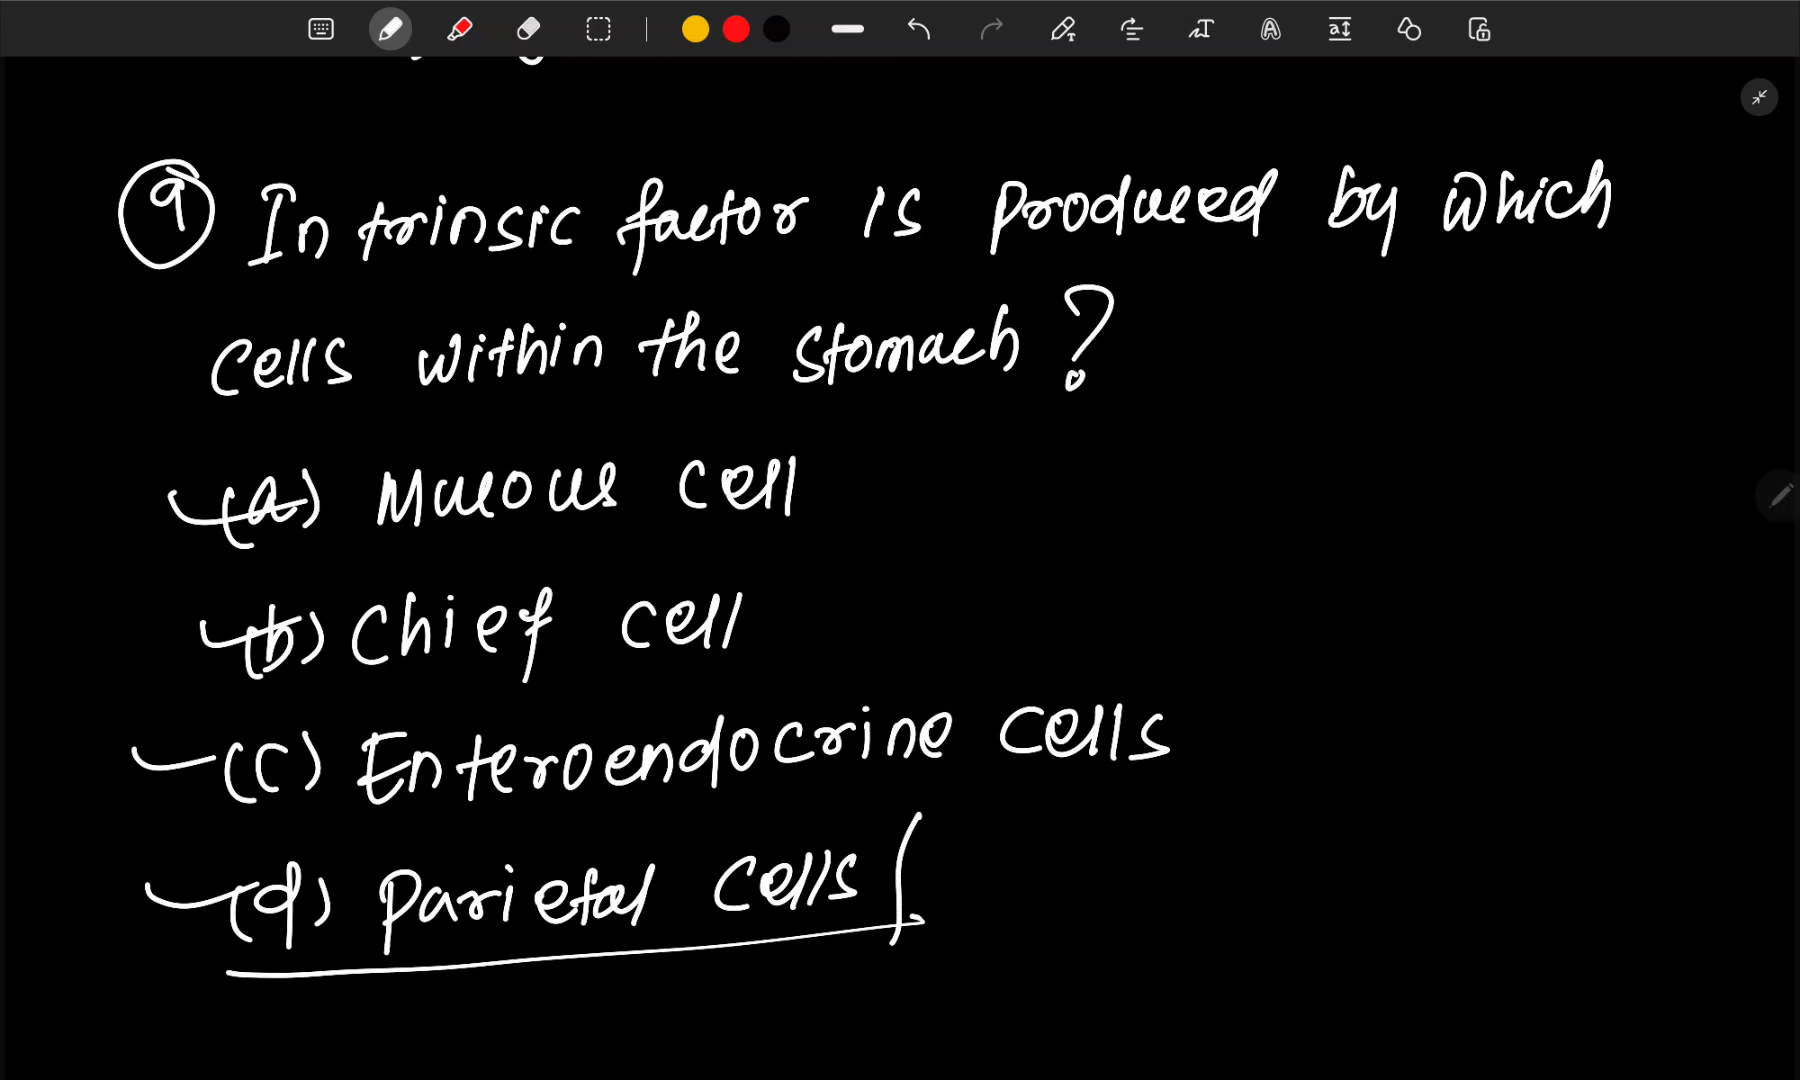 9 Intrinsic factor is produced by which
cells within the stomach?
(a) Mucous cell
(b) Chief cell
(c) Enteroendocrine cells
(d) Parietal cells